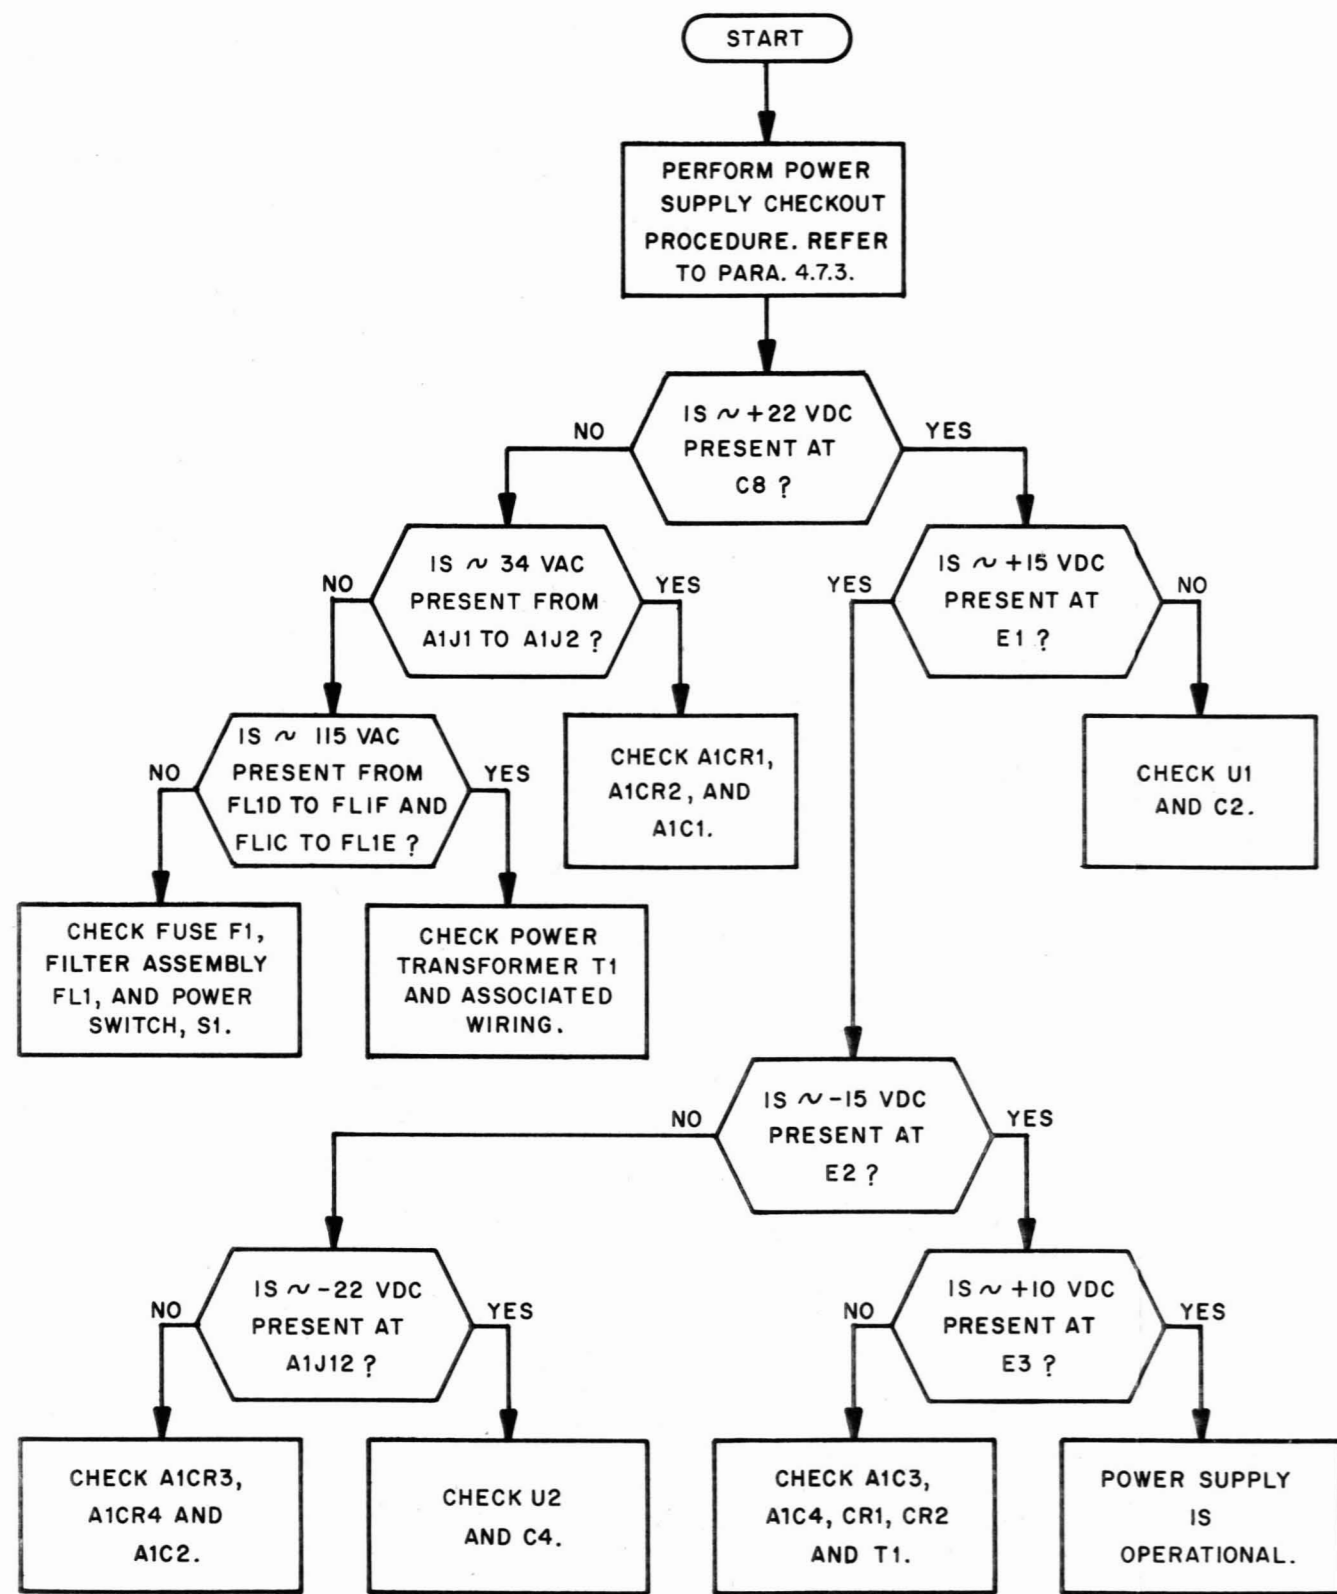 START
PERFORM POWER
SUPPLY CHECKOUT
PROCEDURE. REFER
TO PARA. 4.7.3.
IS ~ +22 VDC
PRESENT AT
C8 ?
NO
YES
IS ~ 34 VAC
PRESENT FROM
A1J1 TO A1J2 ?
NO
YES
IS ~ +15 VDC
PRESENT AT
E1 ?
YES
NO
IS ~ 115 VAC
PRESENT FROM
FL1D TO FL1F AND
FL1C TO FL1E ?
NO
YES
CHECK A1CR1,
A1CR2, AND
A1C1.
CHECK U1
AND C2.
CHECK FUSE F1,
FILTER ASSEMBLY
FL1, AND POWER
SWITCH, S1.
CHECK POWER
TRANSFORMER T1
AND ASSOCIATED
WIRING.
IS ~ -15 VDC
PRESENT AT
E2 ?
NO
YES
IS ~ -22 VDC
PRESENT AT
A1J12 ?
NO
YES
IS ~ +10 VDC
PRESENT AT
E3 ?
NO
YES
CHECK A1CR3,
A1CR4 AND
A1C2.
CHECK U2
AND C4.
CHECK A1C3,
A1C4, CR1, CR2
AND T1.
POWER SUPPLY
IS
OPERATIONAL.